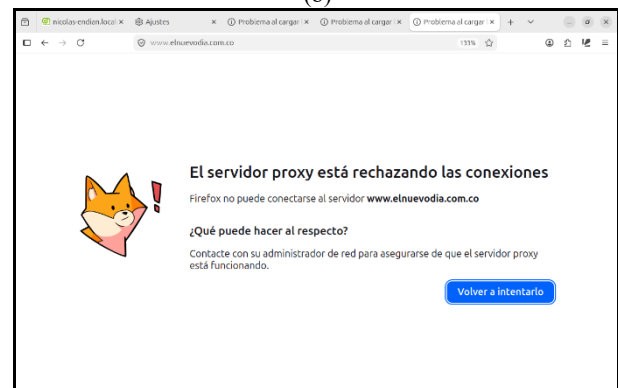 nicolas-endian.local
Ajustes
Problema al cargar
Problema al cargar
Problema al cargar
www.elnuevodia.com.co
133%
El servidor proxy está rechazando las conexiones
Firefox no puede conectarse al servidor www.elnuevodia.com.co
¿Qué puede hacer al respecto?
Contacte con su administrador de red para asegurarse de que el servidor proxy
está funcionando.
Volver a intentarlo